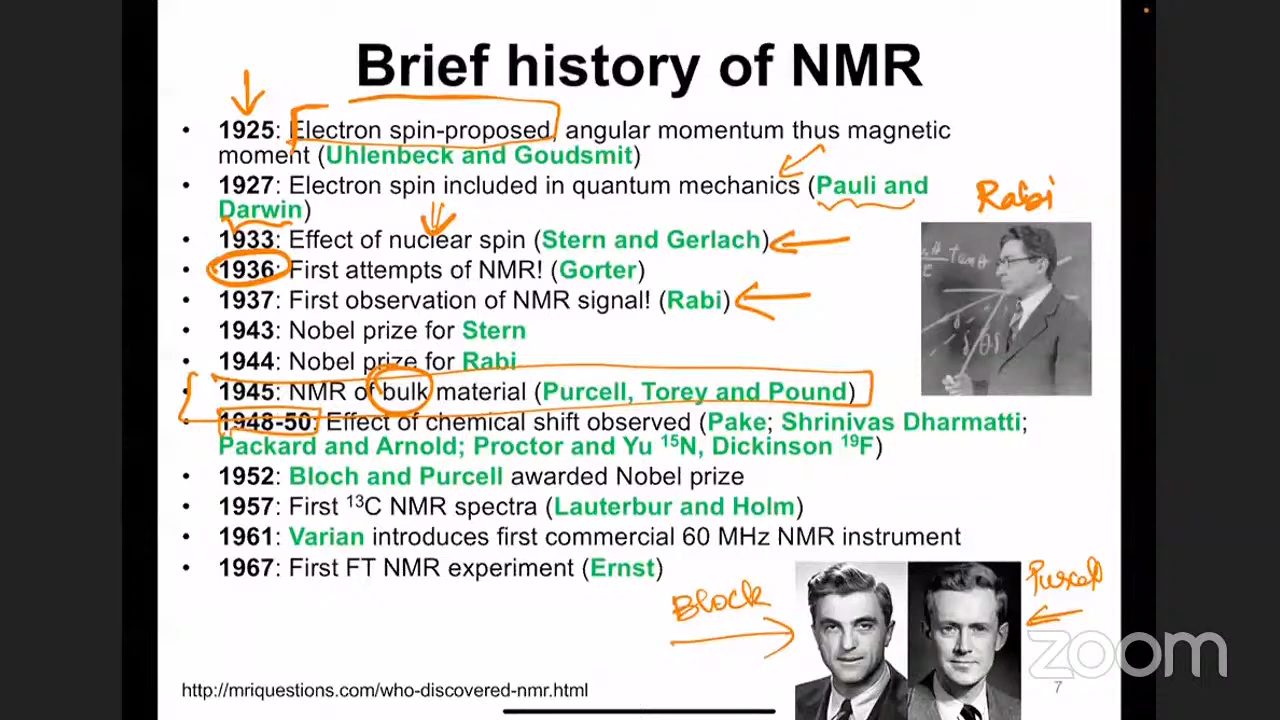 Brief history of NMR
• 1925: Electron spin-proposed, angular momentum thus magnetic
moment (Uhlenbeck and Goudsmit)
• 1927: Electron spin included in quantum mechanics (Pauli and
Darwin)
Rabi
• 1933: Effect of nuclear spin (Stern and Gerlach)
• 1936: First attempts of NMR! (Gorter)
• 1937: First observation of NMR signal! (Rabi)
• 1943: Nobel prize for Stern
• 1944: Nobel prize for Rabi
• 1945: NMR of bulk material (Purcell, Torey and Pound)
• 1948-50: Effect of chemical shift observed (Pake; Shrinivas Dharmatti;
Packard and Arnold; Proctor and Yu ¹⁵N, Dickinson ¹⁹F)
• 1952: Bloch and Purcell awarded Nobel prize
• 1957: First ¹³C NMR spectra (Lauterbur and Holm)
• 1961: Varian introduces first commercial 60 MHz NMR instrument
• 1967: First FT NMR experiment (Ernst)
Block
zoom
http://mriquestions.com/who-discovered-nmr.html
7